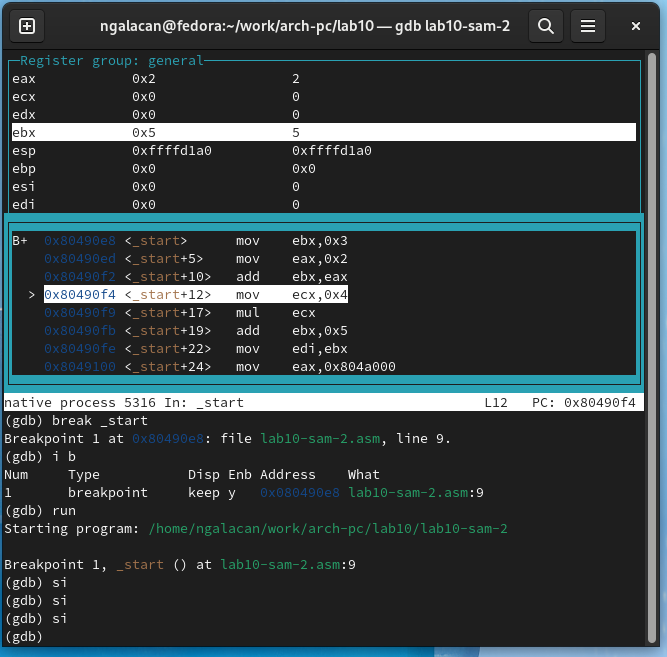 ngalacan@fedora:~/work/arch-pc/lab10 — gdb lab10-sam-2
Register group: general
eax 0x2 2
ecx 0x0 0
edx 0x0 0
ebx 0x5 5
esp 0xffffd1a0 0xffffd1a0
ebp 0x0 0x0
esi 0x0 0
edi 0x0 0
B+ 0x80490e8 <_start> mov ebx,0x3
0x80490ed <_start+5> mov eax,0x2
0x80490f2 <_start+10> add ebx,eax
> 0x80490f4 <_start+12> mov ecx,0x4
0x80490f9 <_start+17> mul ecx
0x80490fb <_start+19> add ebx,0x5
0x80490fe <_start+22> mov edi,ebx
0x8049100 <_start+24> mov eax,0x804a000
native process 5316 In: _start L12 PC: 0x80490f4
(gdb) break _start
Breakpoint 1 at 0x80490e8: file lab10-sam-2.asm, line 9.
(gdb) i b
Num Type Disp Enb Address What
1 breakpoint keep y 0x080490e8 lab10-sam-2.asm:9
(gdb) run
Starting program: /home/ngalacan/work/arch-pc/lab10/lab10-sam-2
Breakpoint 1, _start () at lab10-sam-2.asm:9
(gdb) si
(gdb) si
(gdb) si
(gdb)